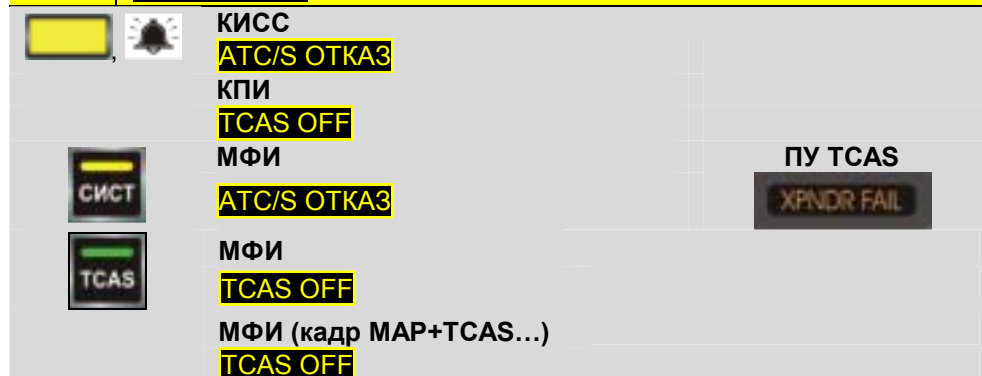 КИСС
ATC/S ОТКАЗ
КПИ
TCAS OFF
МФИ
ПУ TCAS
СИСТ
ATC/S ОТКАЗ
XPNDR FAIL
МФИ
TCAS
TCAS OFF
МФИ (кадр MAP+TCAS…)
TCAS OFF